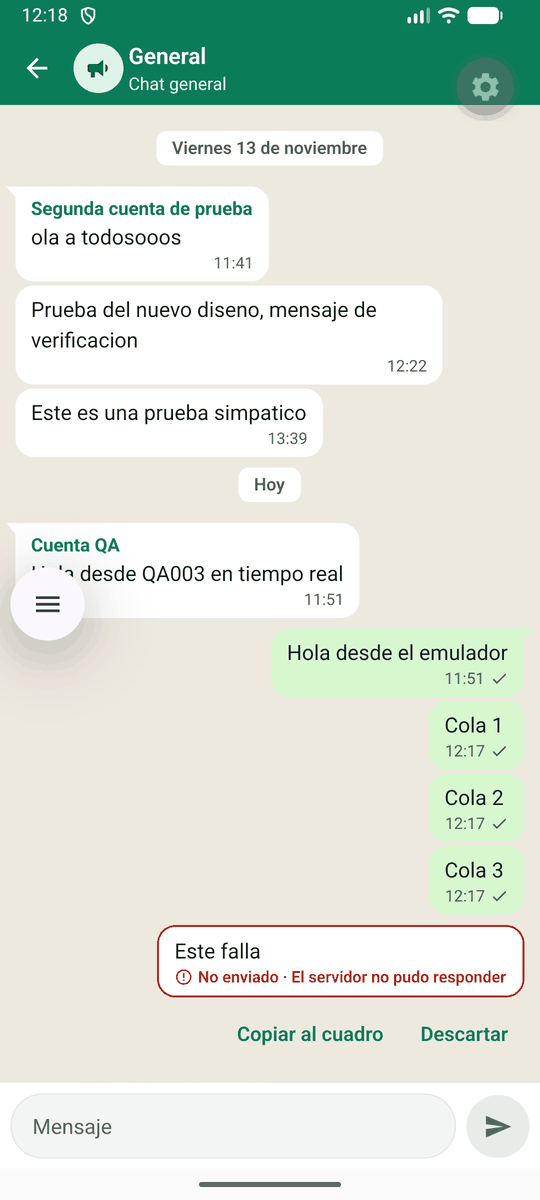 12:18
General
Chat general
Viernes 13 de noviembre
Segunda cuenta de prueba
ola a todosooos
11:41
Prueba del nuevo diseno, mensaje de
verificacion
12:22
Este es una prueba simpatico
13:39
Hoy
Cuenta QA
desde QA003 en tiempo real
11:51
Hola desde el emulador
11:51
Cola 1
12:17
Cola 2
12:17
Cola 3
12:17
Este falla
No enviado · El servidor no pudo responder
Copiar al cuadro
Descartar
Mensaje